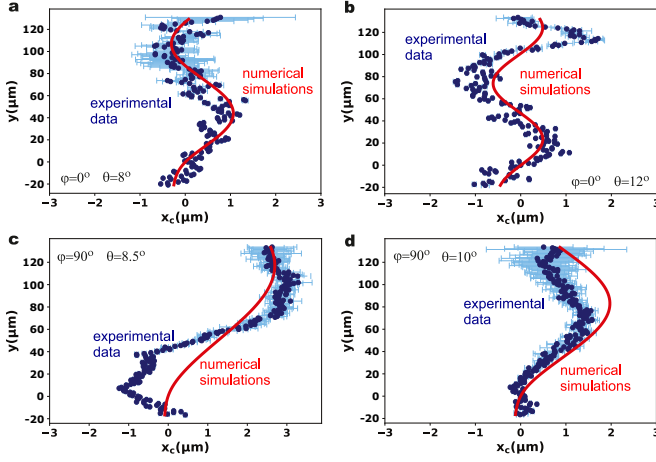 a
120
100
80
60
40
20
0
-20
y(μm)
numerical
simulations
experimental
data
φ=0° θ=8°
-3 -2 -1 0 1 2 3
x_c(μm)
b
120
100
80
60
40
20
0
-20
y(μm)
experimental
data
numerical
simulations
φ=0° θ=12°
-3 -2 -1 0 1 2 3
x_c(μm)
c
φ=90° θ=8.5°
120
100
80
60
40
20
0
-20
y(μm)
experimental
data
numerical
simulations
-3 -2 -1 0 1 2 3
x_c(μm)
d
φ=90° θ=10°
120
100
80
60
40
20
0
-20
y(μm)
experimental
data
numerical
simulations
-3 -2 -1 0 1 2 3
x_c(μm)